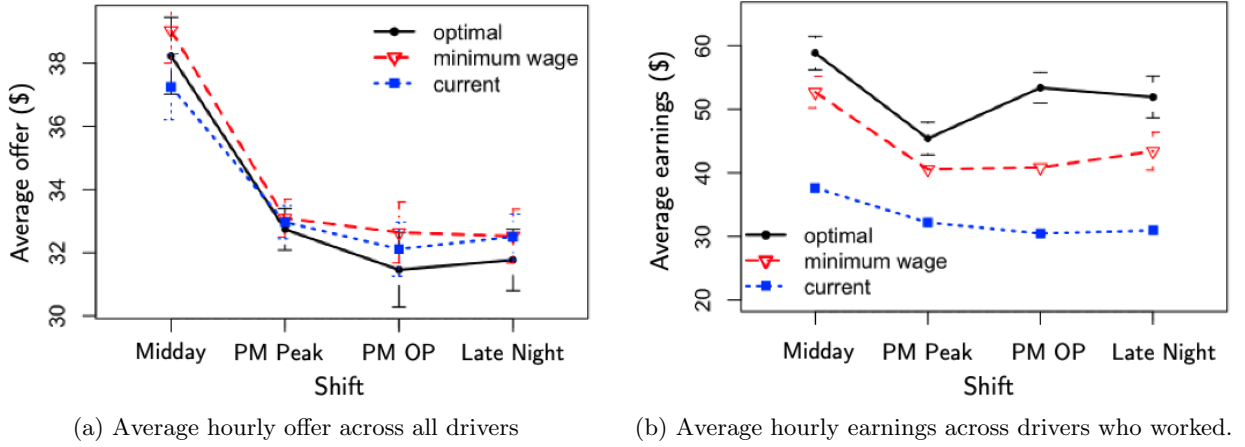 Average offer ($)
38
36
34
32
30
optimal
minimum wage
current
Midday PM Peak PM OP Late Night
Shift
(a) Average hourly offer across all drivers
Average earnings ($)
60
50
40
30
20
optimal
minimum wage
current
Midday PM Peak PM OP Late Night
Shift
(b) Average hourly earnings across drivers who worked.